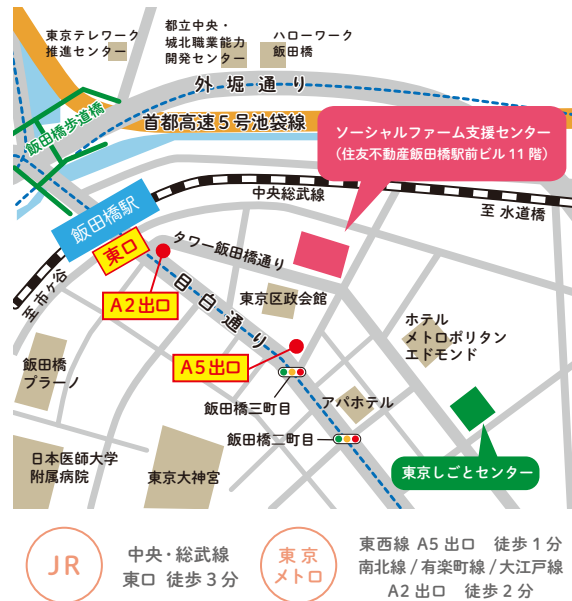 東京テレワーク
推進センター
都立中央・
城北職業能力
開発センター
ハローワーク
飯田橋
外堀通り
首都高速5号池袋線
飯田橋歩道橋
ソーシャルファーム支援センター
(住友不動産飯田橋駅前ビル11階)
中央総武線
至 水道橋
飯田橋駅
東口
タワー飯田橋通り
至市ヶ谷
A2出口
目白通り
東京区政会館
ホテル
メトロポリタン
エドモンド
飯田橋
プラーノ
A5出口
飯田橋三町目
アパホテル
飯田橋二町目
日本医師大学
附属病院
東京大神宮
東京しごとセンター
JR
中央・総武線
東口 徒歩3分
東京
メトロ
東西線 A5出口 徒歩1分
南北線/有楽町線/大江戸線
A2出口 徒歩2分